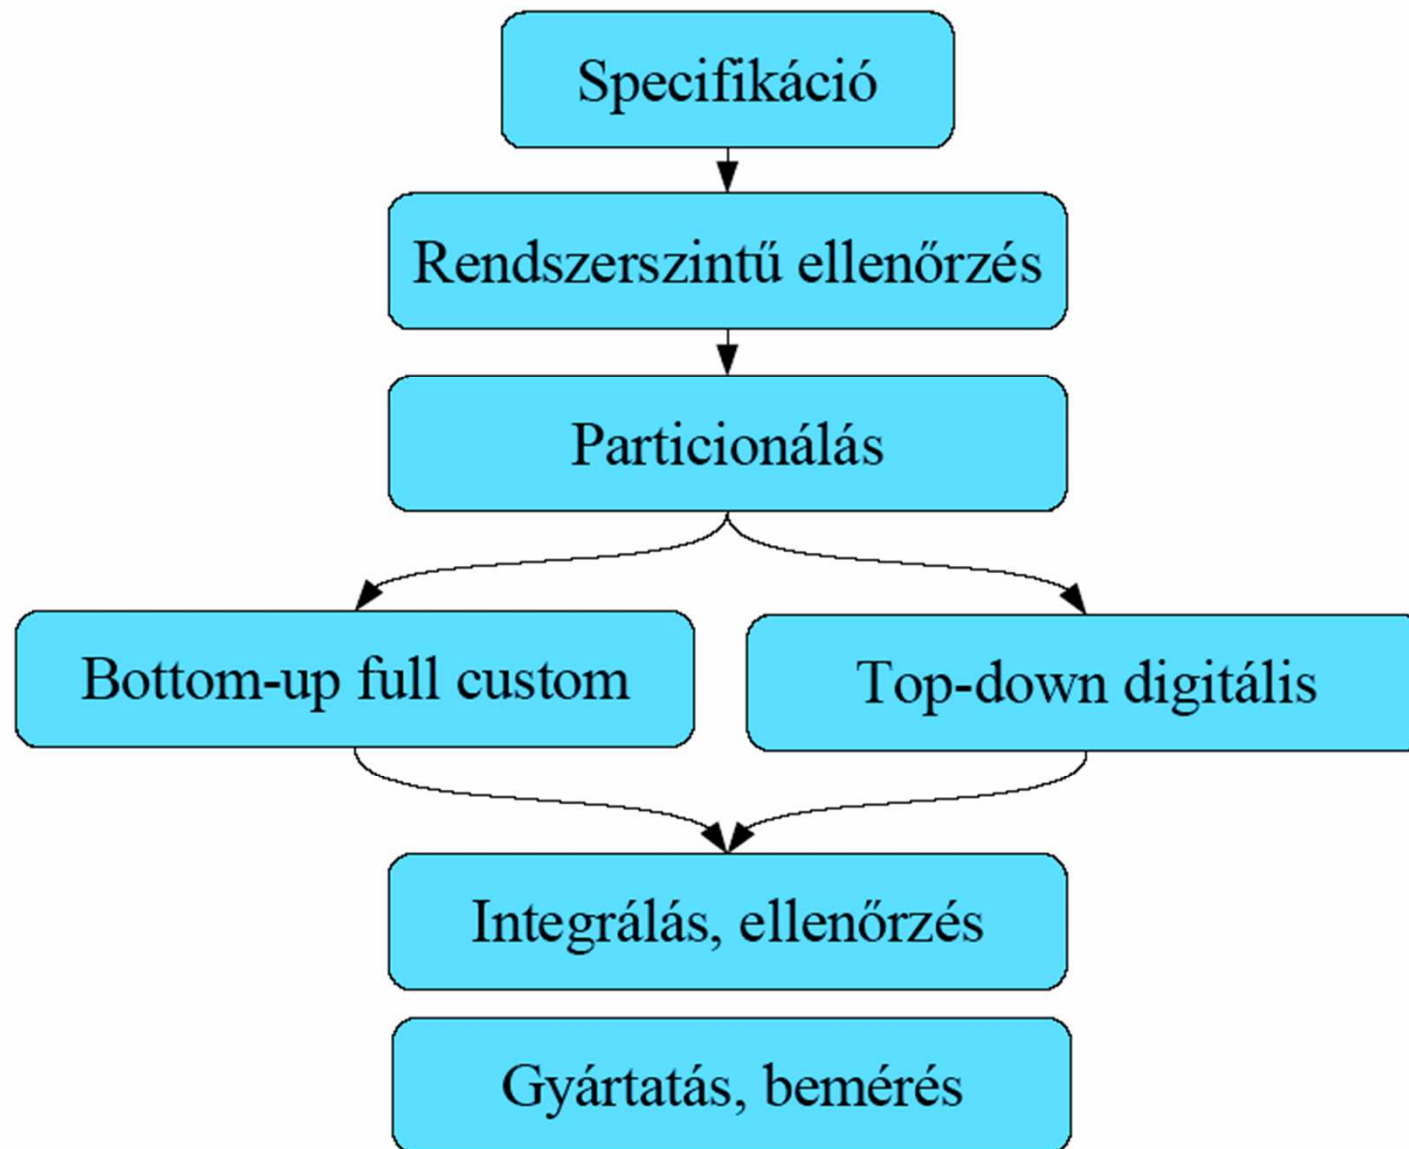 Specifikáció
Rendszerszintű ellenőrzés
Particionálás
Bottom-up full custom
Top-down digitális
Integrálás, ellenőrzés
Gyártatás, bemérés